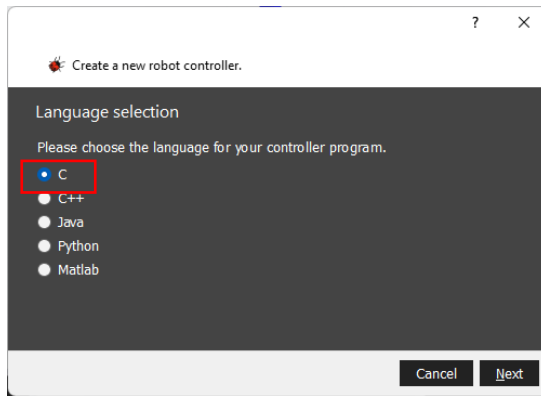 ?
Create a new robot controller.
Language selection
Please choose the language for your controller program.
C
C++
Java
Python
Matlab
Cancel Next